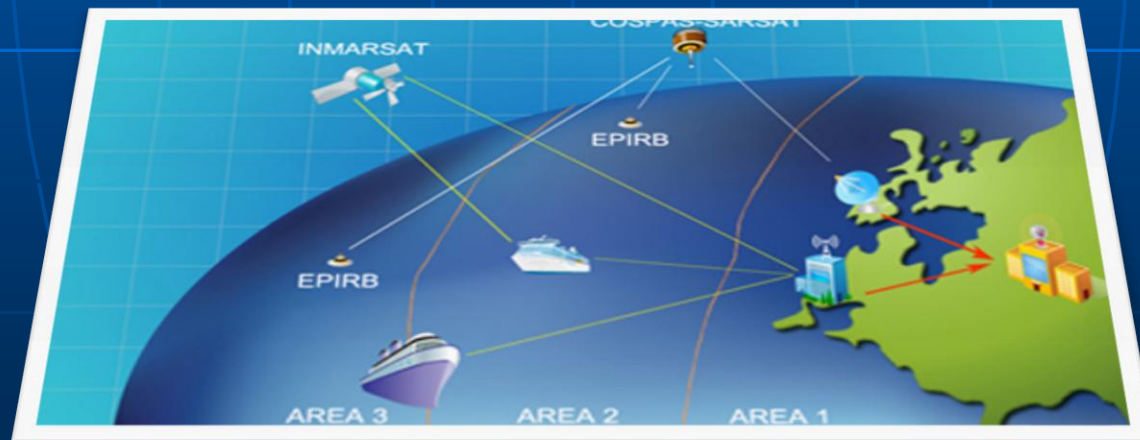 COSPAS-SARSAT
INMARSAT
EPIRB
EPIRB
AREA 3
AREA 2
AREA 1